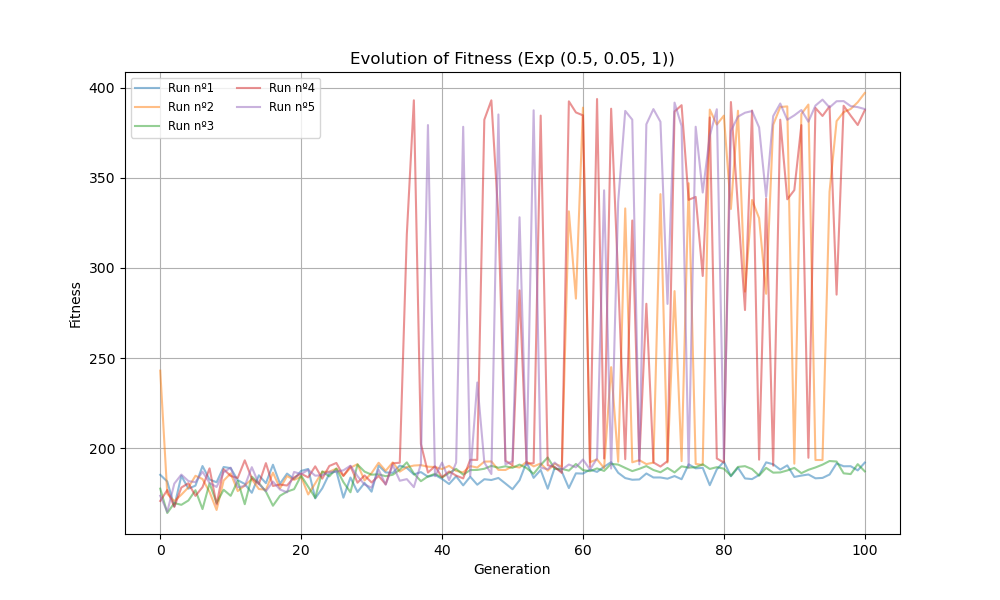 Evolution of Fitness (Exp (0.5, 0.05, 1))
Run nº1
Run nº2
Run nº3
Run nº4
Run nº5
400
350
300
250
200
Fitness
0 20 40 60 80 100
Generation